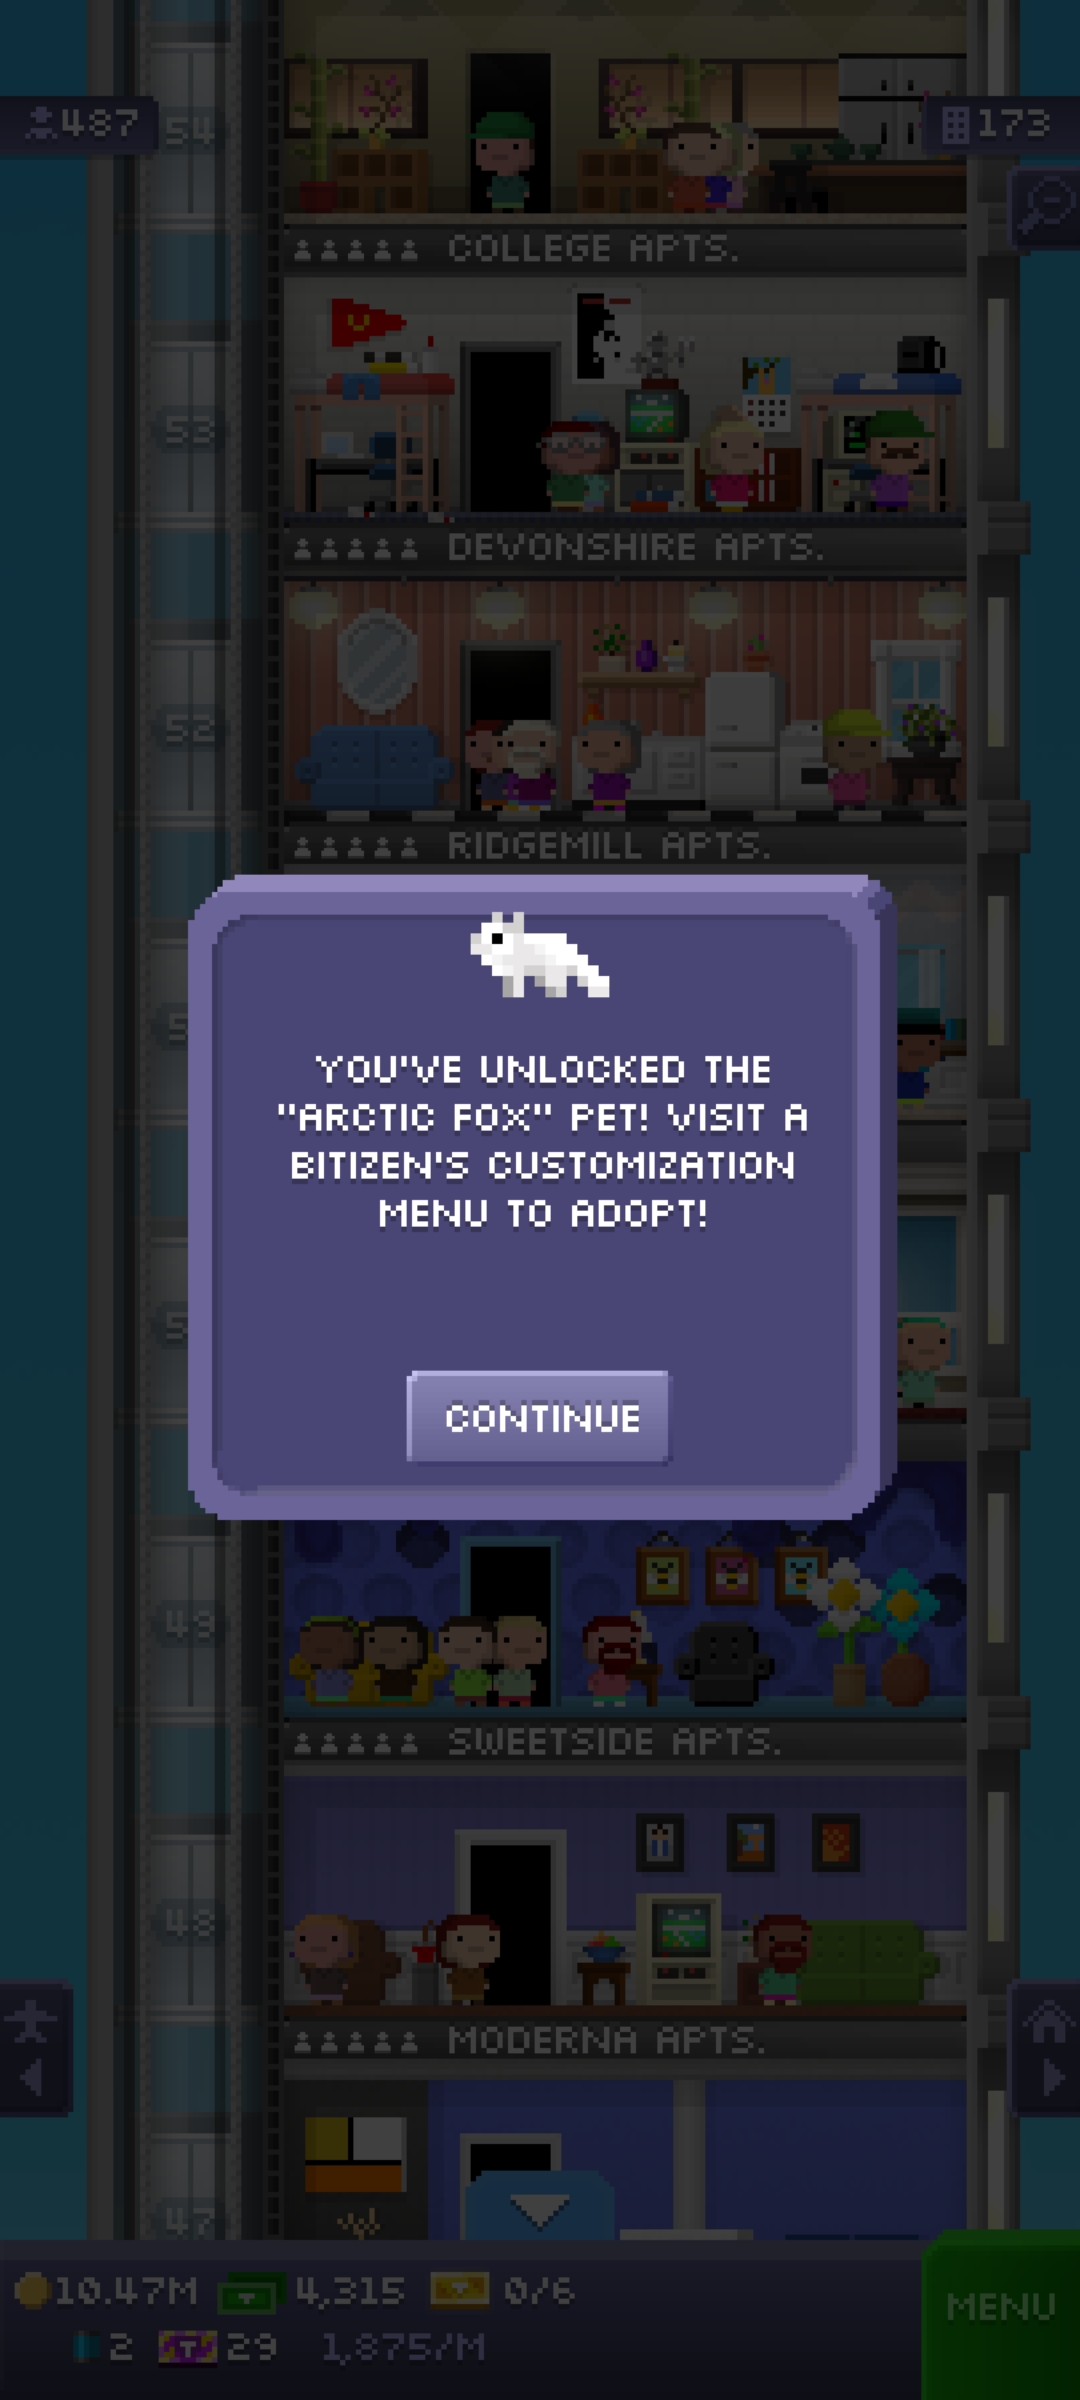 487
54
173
COLLEGE APTS.
53
DEVONSHIRE APTS.
52
RIDGEMILL APTS.
YOU'VE UNLOCKED THE
"ARCTIC FOX" PET! VISIT A
BITIZEN'S CUSTOMIZATION
MENU TO ADOPT!
CONTINUE
49
SWEETSIDE APTS.
48
MODERNA APTS.
47
10.47M 4,315 0/6
MENU
2 29 1,875/M